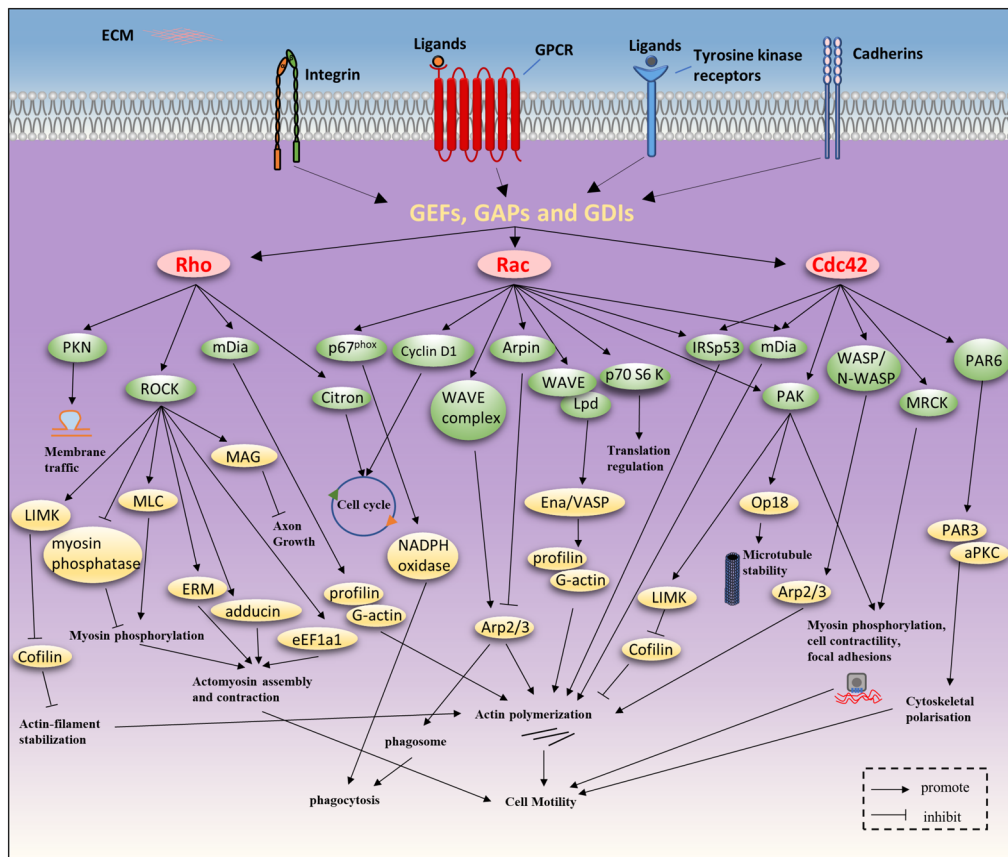 ECM
Integrin
Ligands
GPCR
Ligands
Tyrosine kinase
receptors
Cadherins
GEFs, GAPs and GDIs
Rho
Rac
Cdc42
PKN
mDia
p67phox
Cyclin D1
Arpin
IRSp53
mDia
WASP/
N-WASP
PAR6
ROCK
Citron
WAVE
complex
WAVE
Lpd
p70 S6 K
PAK
MRCK
Membrane
traffic
MAG
Translation
regulation
LIMK
MLC
Axon
Growth
Cell cycle
Ena/VASP
Op18
PAR3
aPKC
myosin
phosphatase
NADPH
oxidase
profilin
G-actin
Microtubule
stability
ERM
adducin
profilin
G-actin
LIMK
Arp2/3
Myosin phosphorylation
eEF1a1
Arp2/3
Cofilin
Myosin phosphorylation,
cell contractility,
focal adhesions
Cofilin
Actomyosin assembly
and contraction
Actin-filament
stabilization
Actin polymerization
Cytoskeletal
polarisation
phagosome
phagocytosis
Cell Motility
promote
inhibit